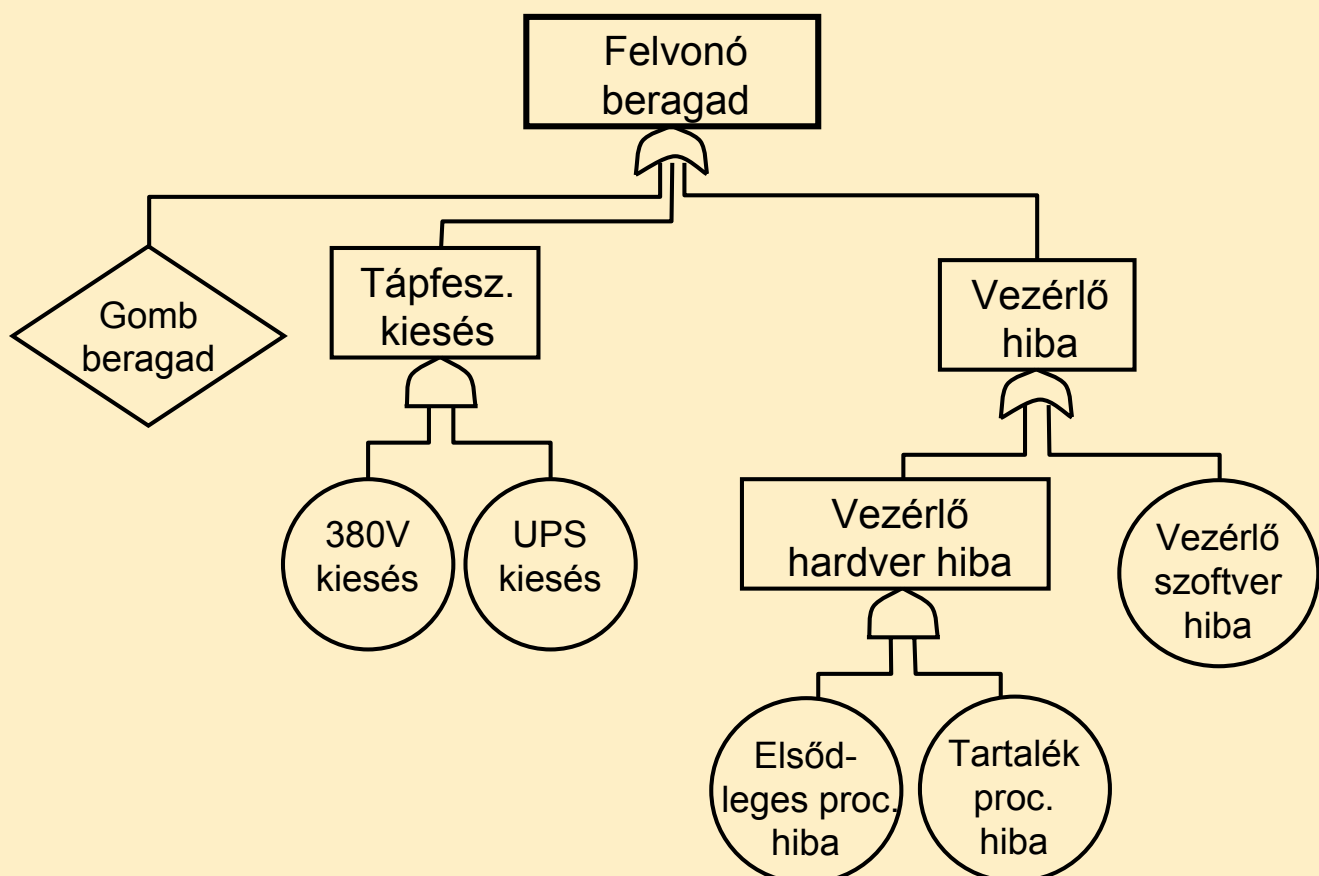 Felvonó
beragad
Gomb
beragad
Tápfesz.
kiesés
Vezérlő
hiba
380V
kiesés
UPS
kiesés
Vezérlő
hardver hiba
Vezérlő
szoftver
hiba
Elsőd-
leges proc.
hiba
Tartalék
proc.
hiba